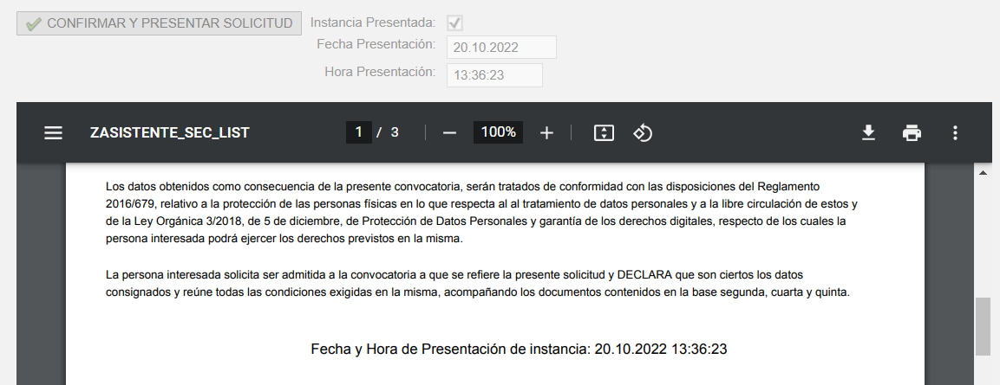 CONFIRMAR Y PRESENTAR SOLICITUD Instancia Presentada:
Fecha Presentación: 20.10.2022
Hora Presentación: 13:36:23
ZASISTENTE_SEC_LIST 1 / 3 100%
Los datos obtenidos como consecuencia de la presente convocatoria, serán tratados de conformidad con las disposiciones del Reglamento
2016/679, relativo a la protección de las personas físicas en lo que respecta al al tratamiento de datos personales y a la libre circulación de estos y
de la Ley Orgánica 3/2018, de 5 de diciembre, de Protección de Datos Personales y garantía de los derechos digitales, respecto de los cuales la
persona interesada podrá ejercer los derechos previstos en la misma.
La persona interesada solicita ser admitida a la convocatoria a que se refiere la presente solicitud y DECLARA que son ciertos los datos
consignados y reúne todas las condiciones exigidas en la misma, acompañando los documentos contenidos en la base segunda, cuarta y quinta.
Fecha y Hora de Presentación de instancia: 20.10.2022 13:36:23